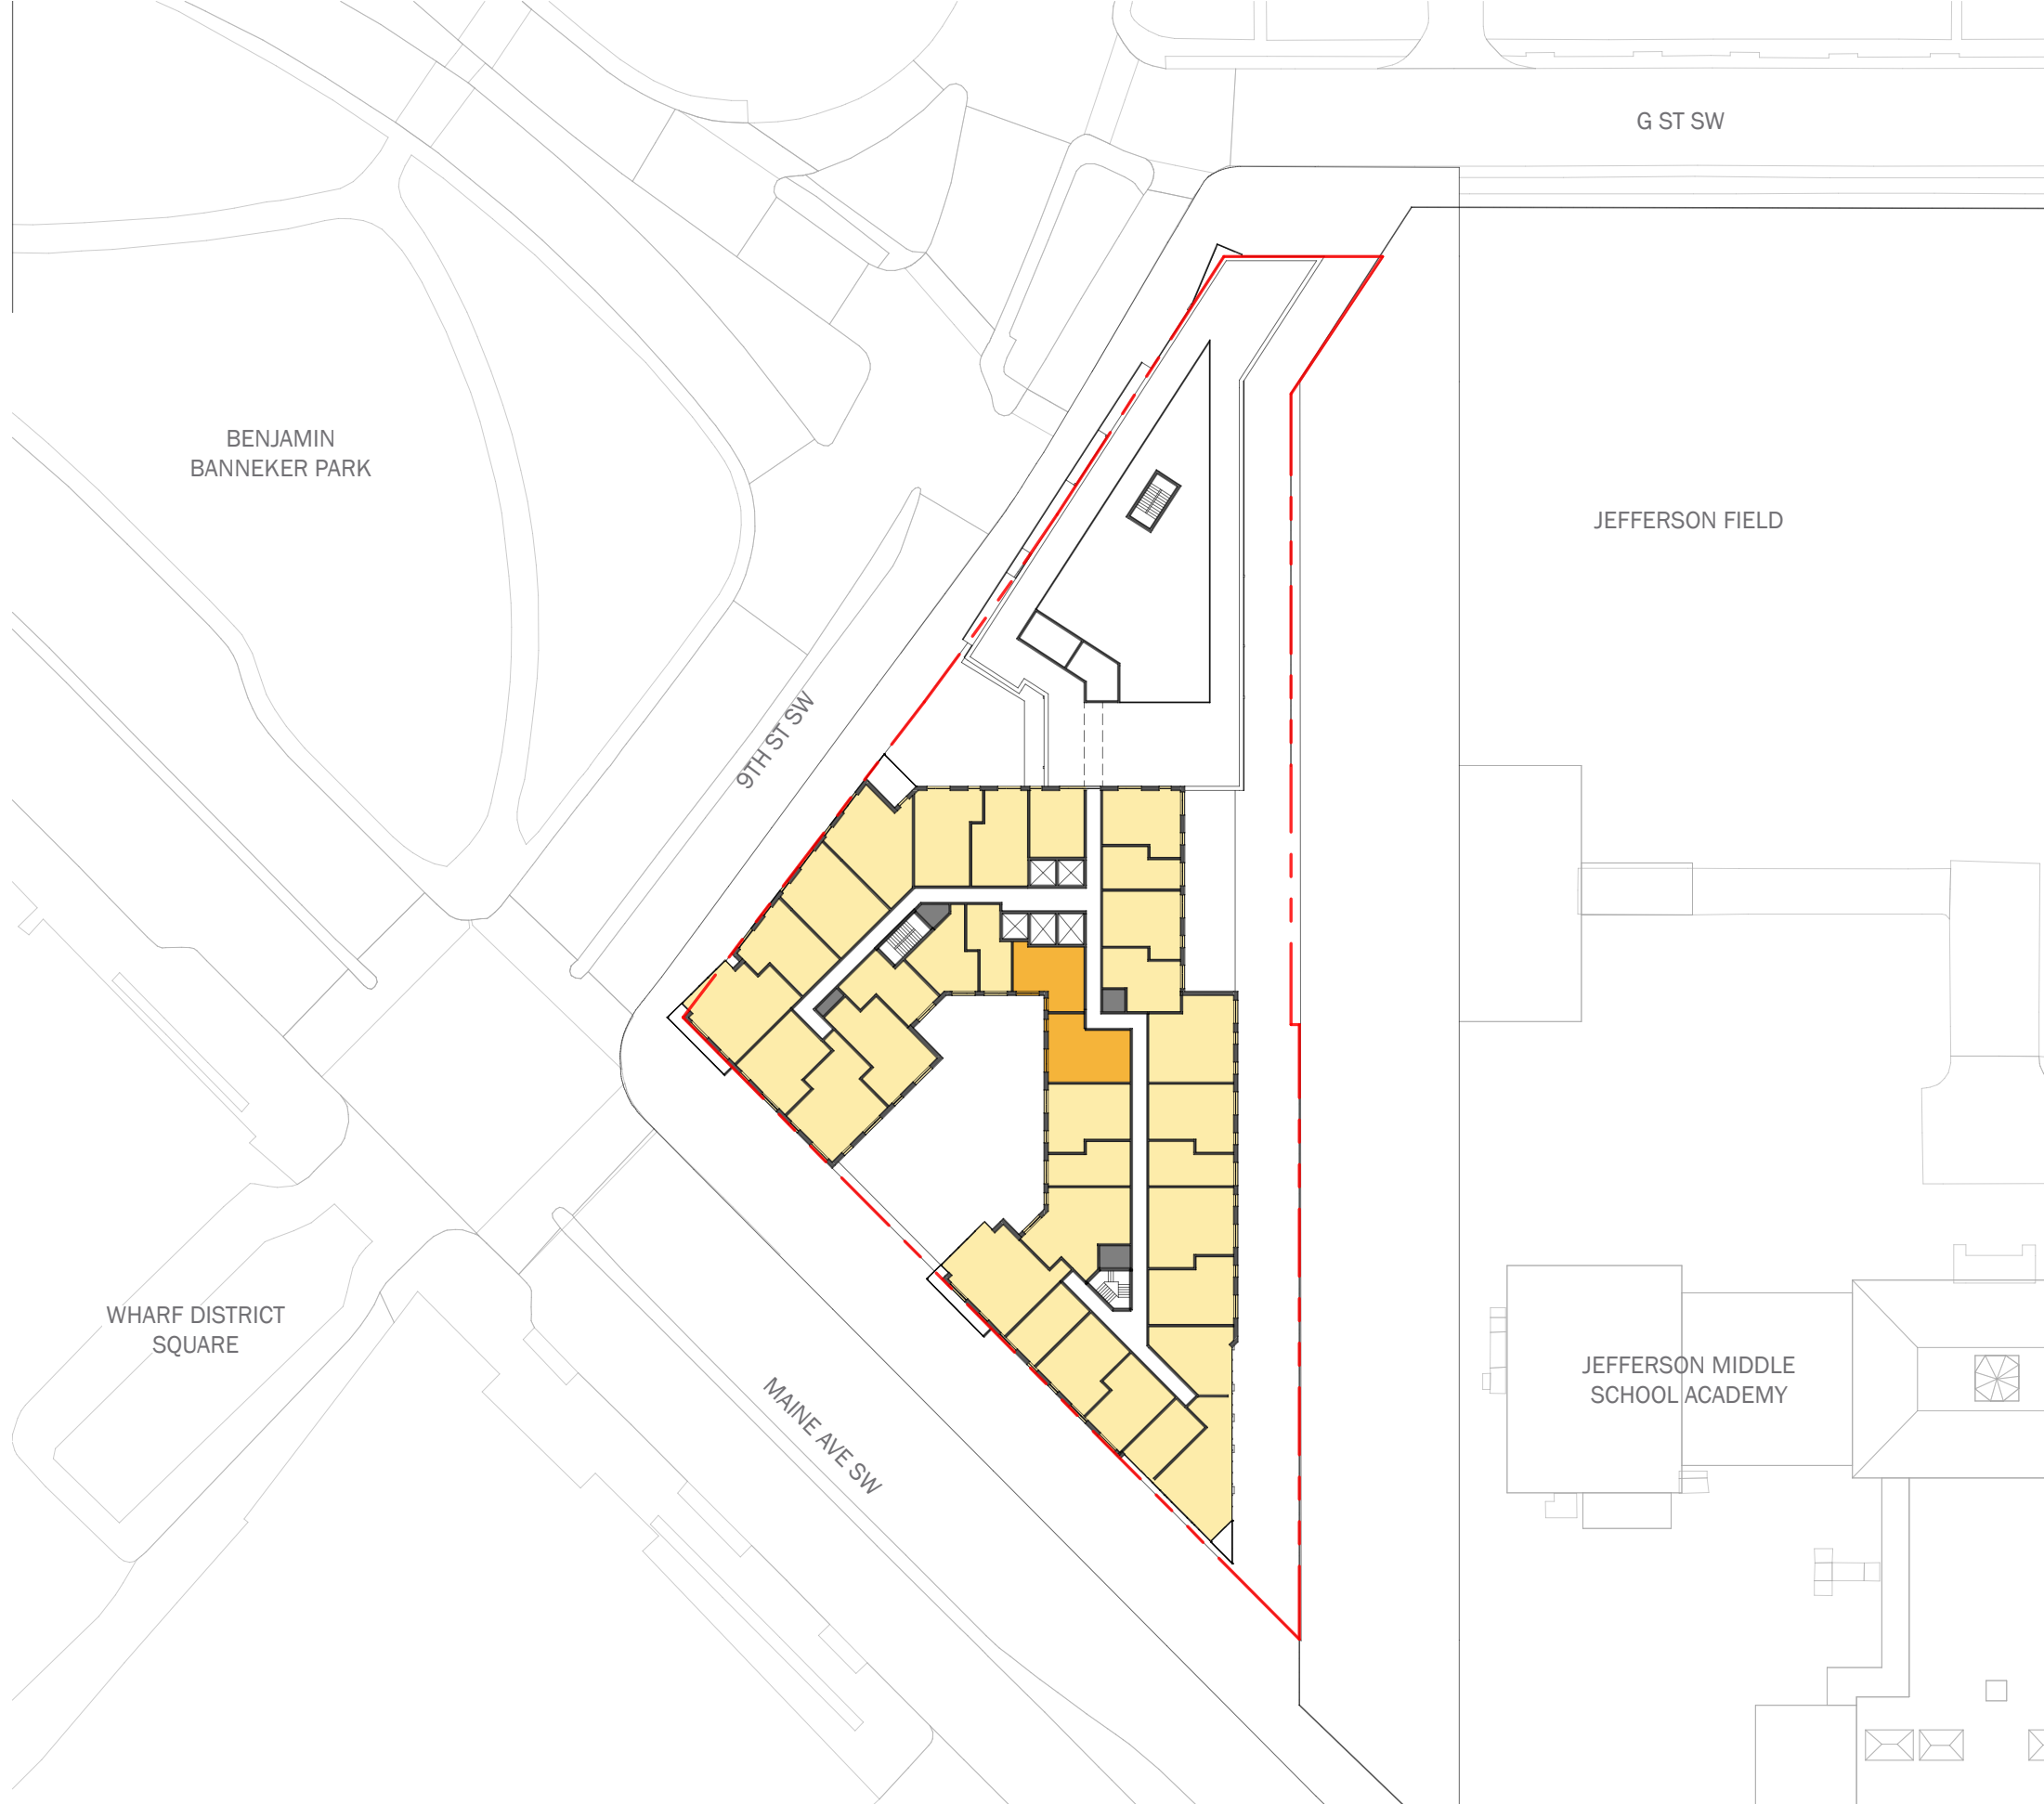 G ST SW
BENJAMIN
BANNEKER PARK
JEFFERSON FIELD
9TH ST SW
WHARF DISTRICT
SQUARE
JEFFERSON MIDDLE
SCHOOL ACADEMY
MAINE AVE SW